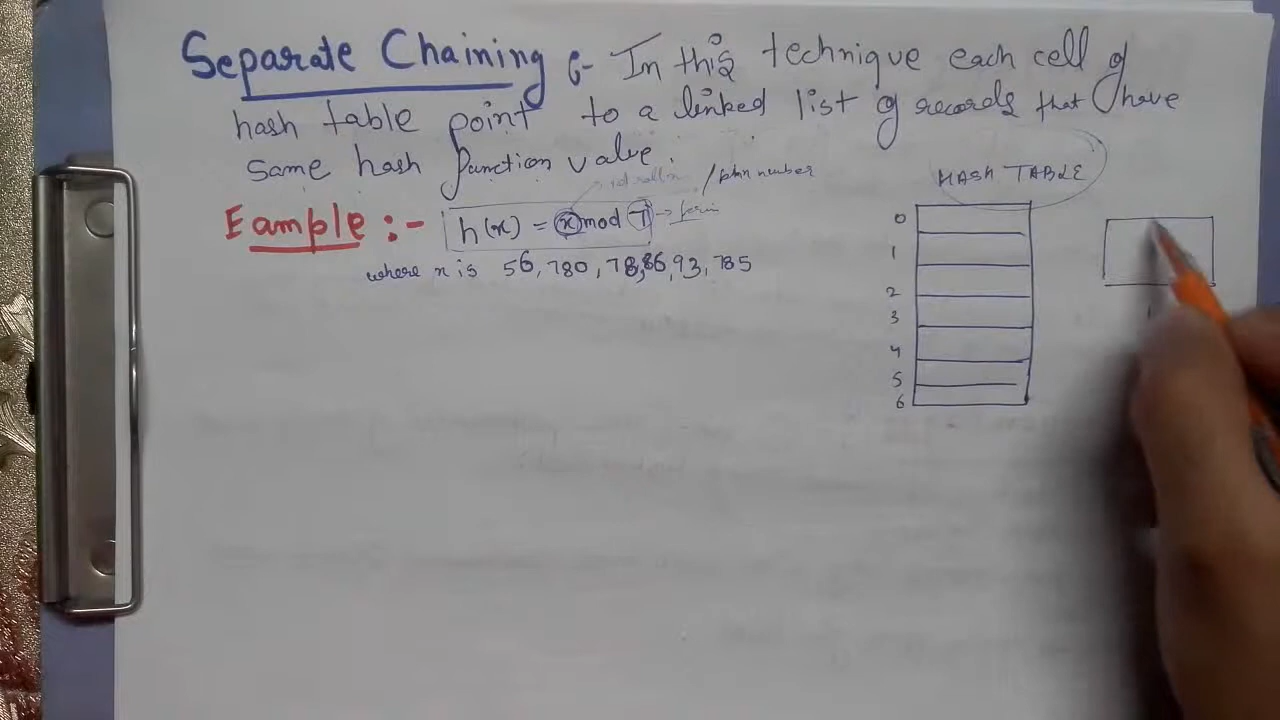 Separate Chaining :- In this technique each cell of
hash table point to a linked list of records that have
same hash function value.
/phn number
HASH TABLE
Eample :- h(x) = x mod 7
where x is 56, 780, 78,86, 93, 785
0
1
2
3
4
5
6